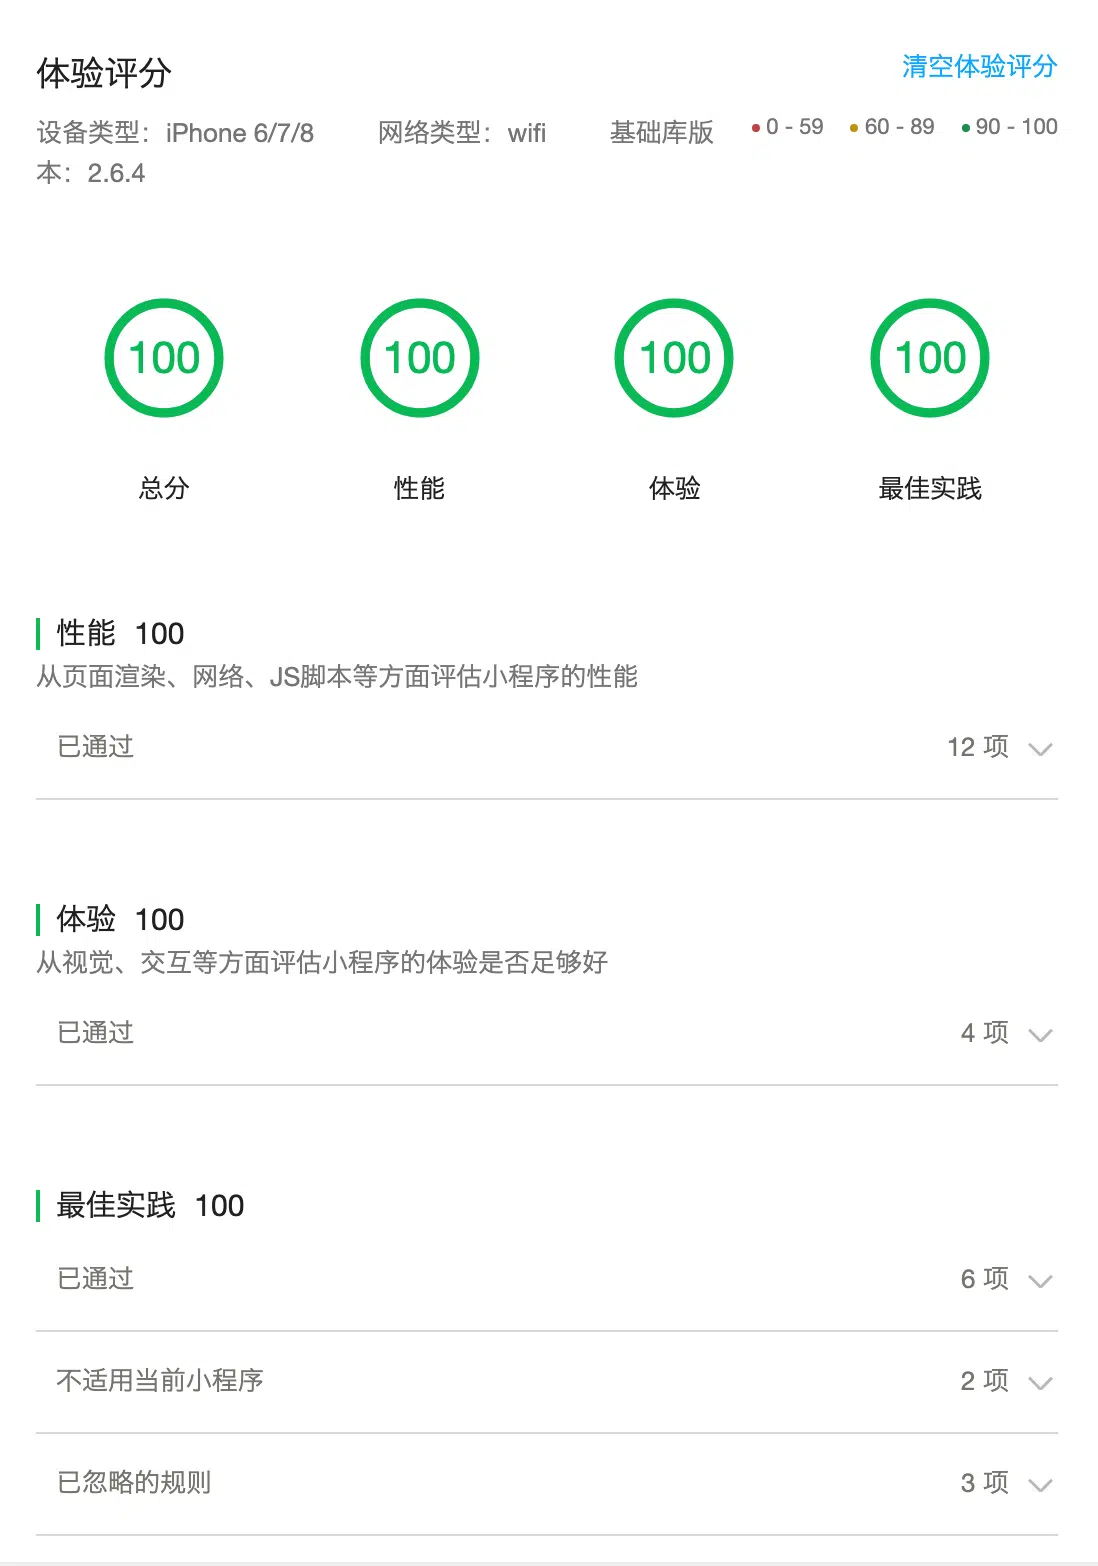 体验评分
清空体验评分
设备类型：iPhone 6/7/8 网络类型：wifi 基础库版
本：2.6.4
0 - 59 60 - 89 90 - 100
100 100 100 100
总分 性能 体验 最佳实践
性能 100
从页面渲染、网络、JS脚本等方面评估小程序的性能
已通过 12 项
体验 100
从视觉、交互等方面评估小程序的体验是否足够好
已通过 4 项
最佳实践 100
已通过 6 项
不适用当前小程序 2 项
已忽略的规则 3 项